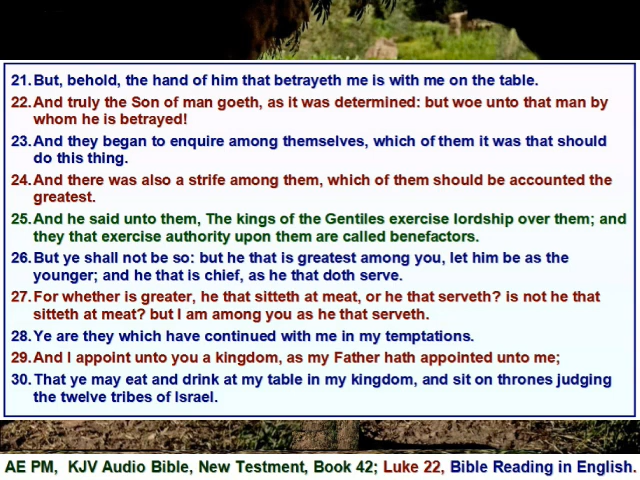 21.But, behold, the hand of him that betrayeth me is with me on the table.
22.And truly the Son of man goeth, as it was determined: but woe unto that man by
whom he is betrayed!
23.And they began to enquire among themselves, which of them it was that should
do this thing.
24.And there was also a strife among them, which of them should be accounted the
greatest.
25.And he said unto them, The kings of the Gentiles exercise lordship over them; and
they that exercise authority upon them are called benefactors.
26.But ye shall not be so: but he that is greatest among you, let him be as the
younger; and he that is chief, as he that doth serve.
27.For whether is greater, he that sitteth at meat, or he that serveth? is not he that
sitteth at meat? but I am among you as he that serveth.
28.Ye are they which have continued with me in my temptations.
29.And I appoint unto you a kingdom, as my Father hath appointed unto me;
30.That ye may eat and drink at my table in my kingdom, and sit on thrones judging
the twelve tribes of Israel.
AE PM, KJV Audio Bible, New Testment, Book 42; Luke 22, Bible Reading in English.